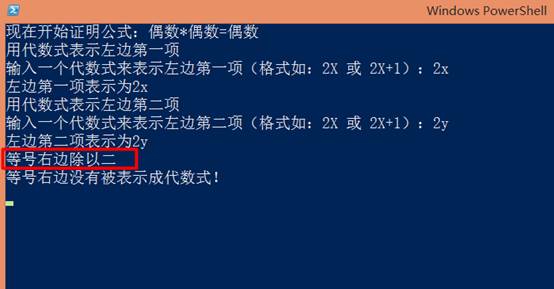 Windows PowerShell
现在开始证明公式：偶数*偶数=偶数
用代数式表示左边第一项
输入一个代数式来表示左边第一项（格式如：2X 或 2X+1）：2x
左边第一项表示为2x
用代数式表示左边第二项
输入一个代数式来表示左边第二项（格式如：2X 或 2X+1）：2y
左边第二项表示为2y
等号右边除以二
等号右边没有被表示成代数式！